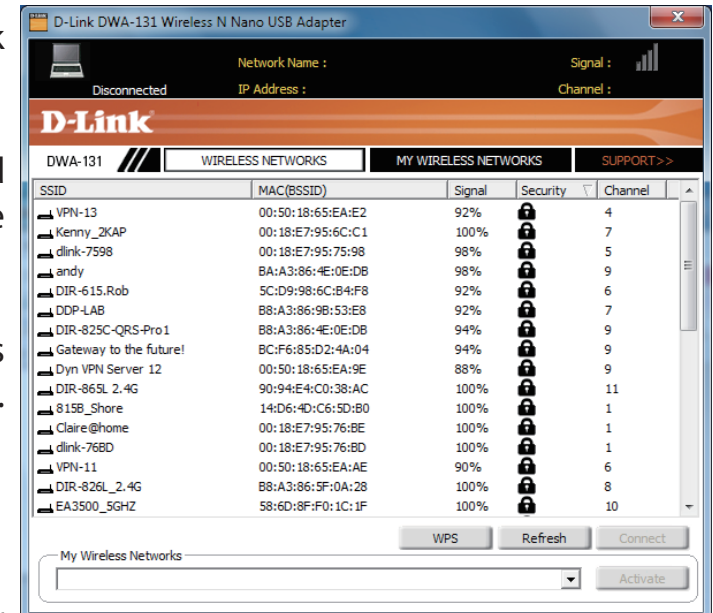 D-Link DWA-131 Wireless N Nano USB Adapter
Network Name : Signal :
Disconnected IP Address : Channel :
D-Link
DWA-131 WIRELESS NETWORKS MY WIRELESS NETWORKS SUPPORT>>
SSID MAC(BSSID) Signal Security Channel
VPN-13 00:50:18:65:EA:E2 92% 4
Kenny_2KAP 00:18:E7:95:6C:C1 100% 7
dlink-7598 00:18:E7:95:75:98 98% 5
andy BA:A3:86:4E:0E:DB 98% 9
DIR-615.Rob 5C:D9:98:6C:B4:F8 92% 6
DDP-LAB B8:A3:86:9B:53:E8 92% 7
DIR-825C-QRS-Pro1 B8:A3:86:4E:0E:DB 94% 9
Gateway to the future! BC:F6:85:D2:4A:04 94% 9
Dyn VPN Server 12 00:50:18:65:EA:9E 88% 9
DIR-865L 2.4G 90:94:E4:C0:38:AC 100% 11
815B_Shore 14:D6:4D:C6:5D:B0 100% 1
Claire@home 00:18:E7:95:76:BE 100% 1
dlink-76BD 00:18:E7:95:76:BD 100% 1
VPN-11 00:50:18:65:EA:AE 90% 6
DIR-826L_2.4G B8:A3:86:5F:0A:28 100% 8
EA3500_5GHZ 58:6D:8F:F0:1C:1F 100% 10
WPS Refresh Connect
My Wireless Networks
Activate